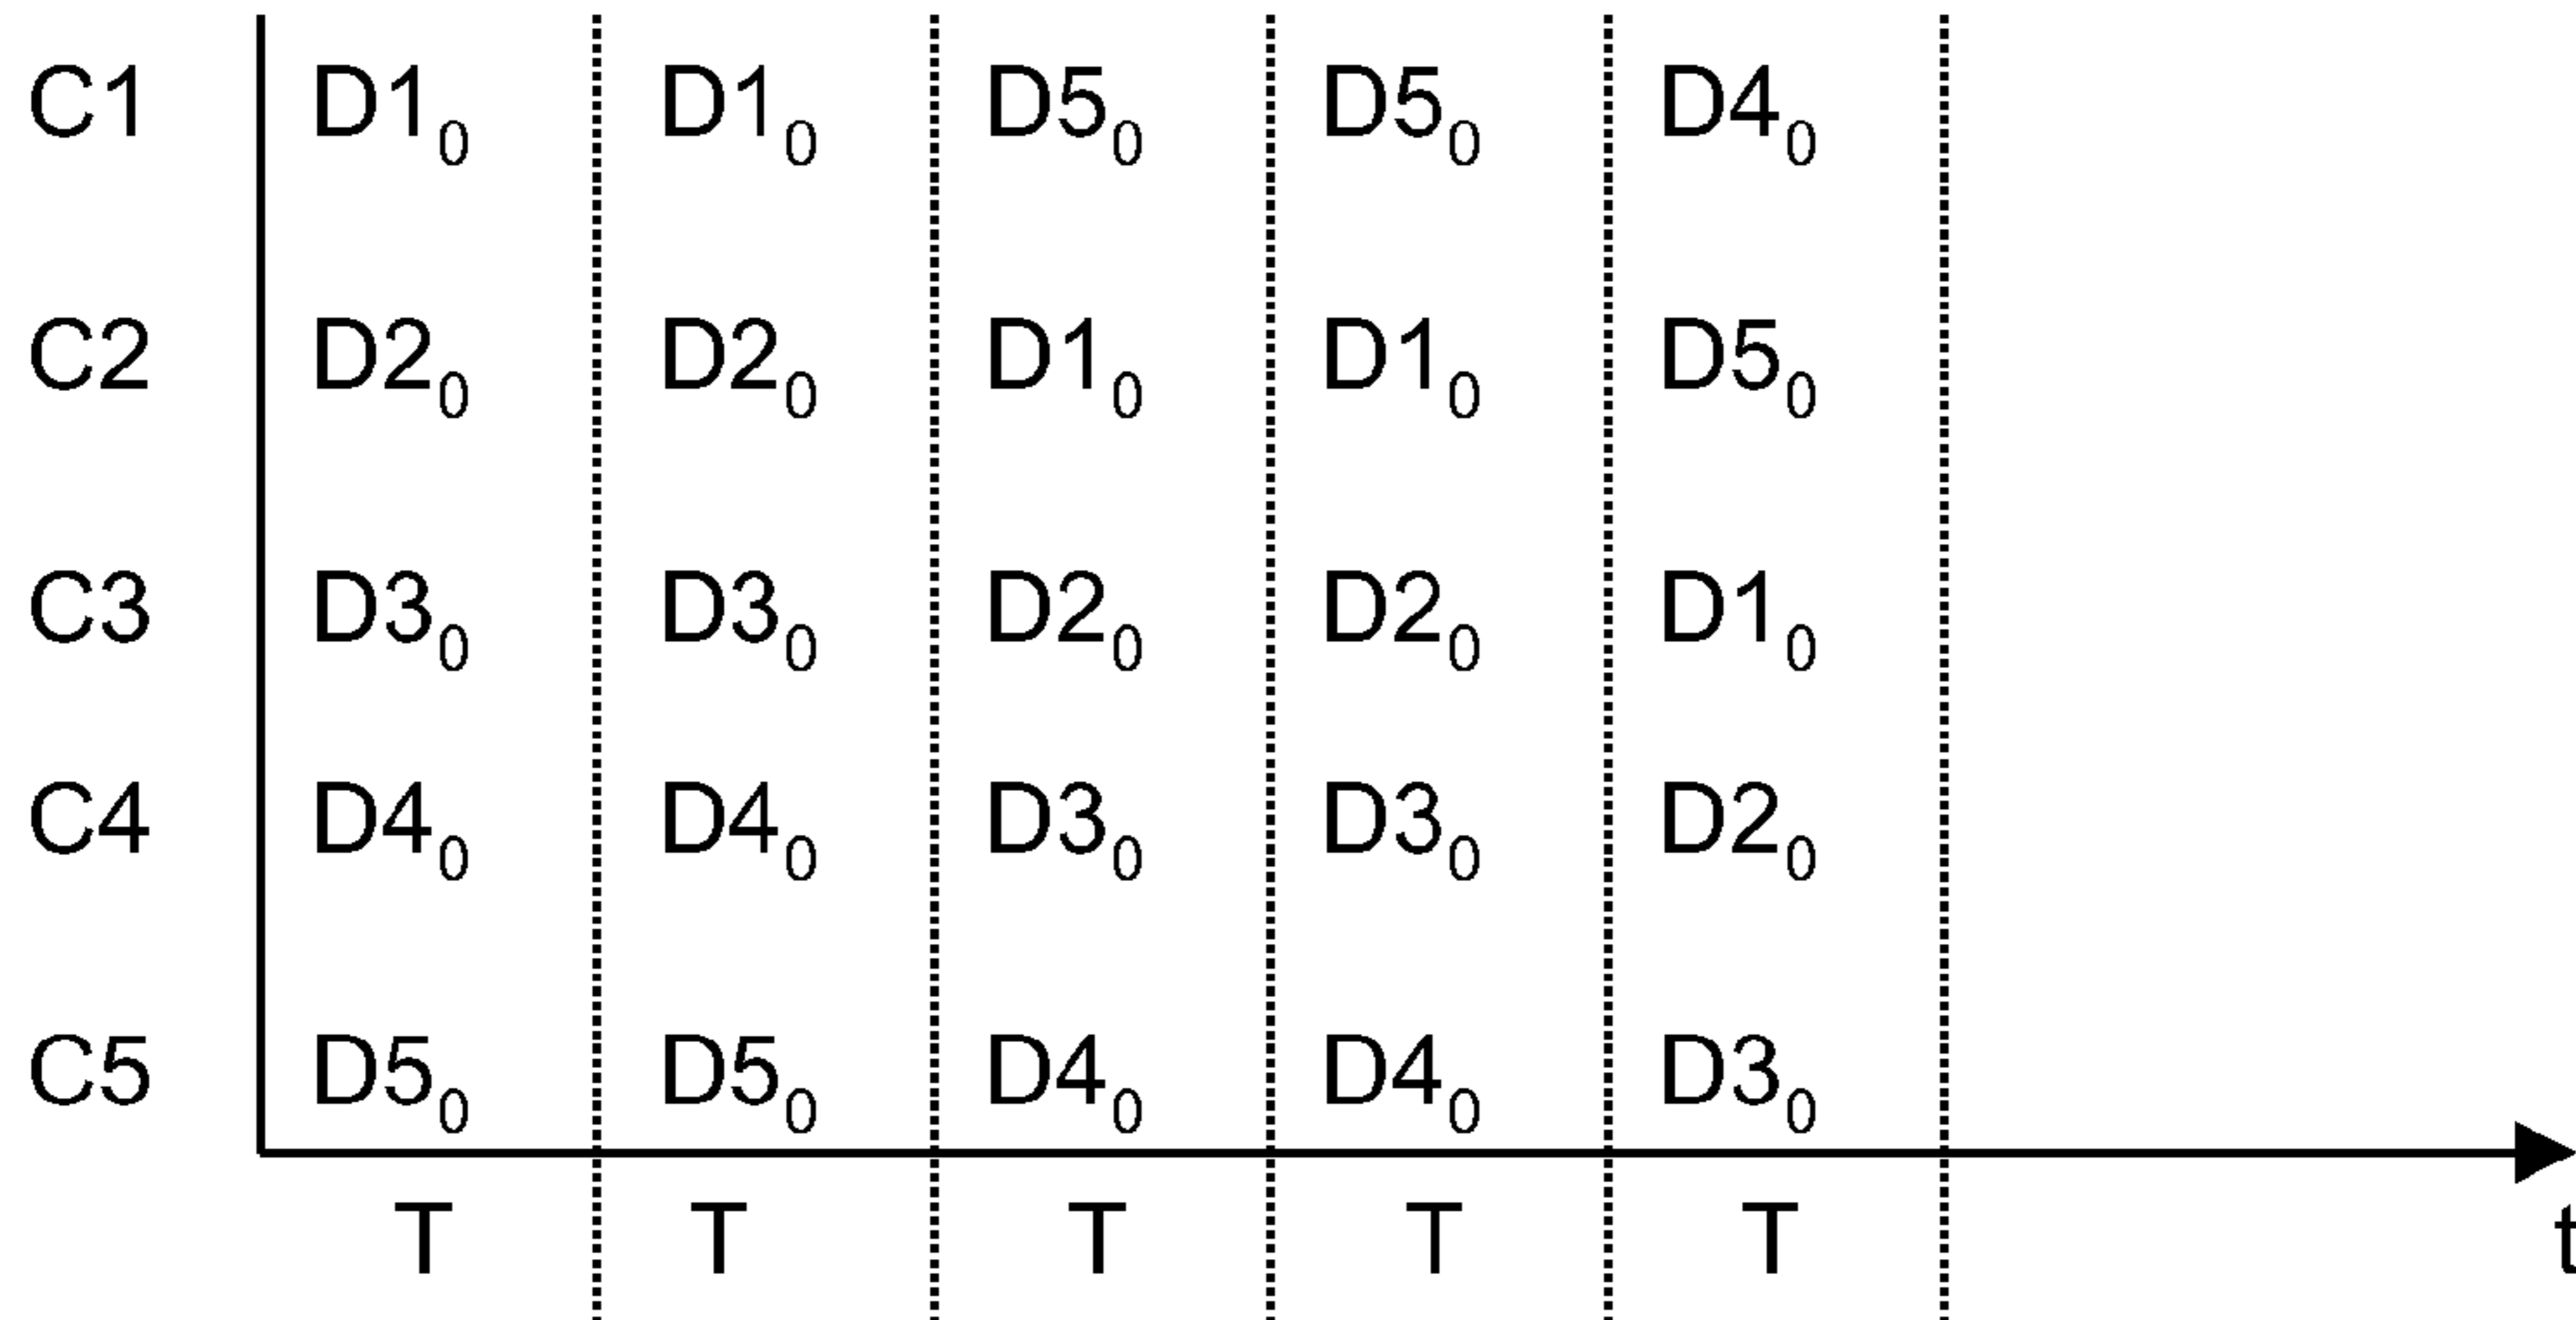 C1 D1₀ D1₀ D5₀ D5₀ D4₀
C2 D2₀ D2₀ D1₀ D1₀ D5₀
C3 D3₀ D3₀ D2₀ D2₀ D1₀
C4 D4₀ D4₀ D3₀ D3₀ D2₀
C5 D5₀ D5₀ D4₀ D4₀ D3₀
T T T T T t